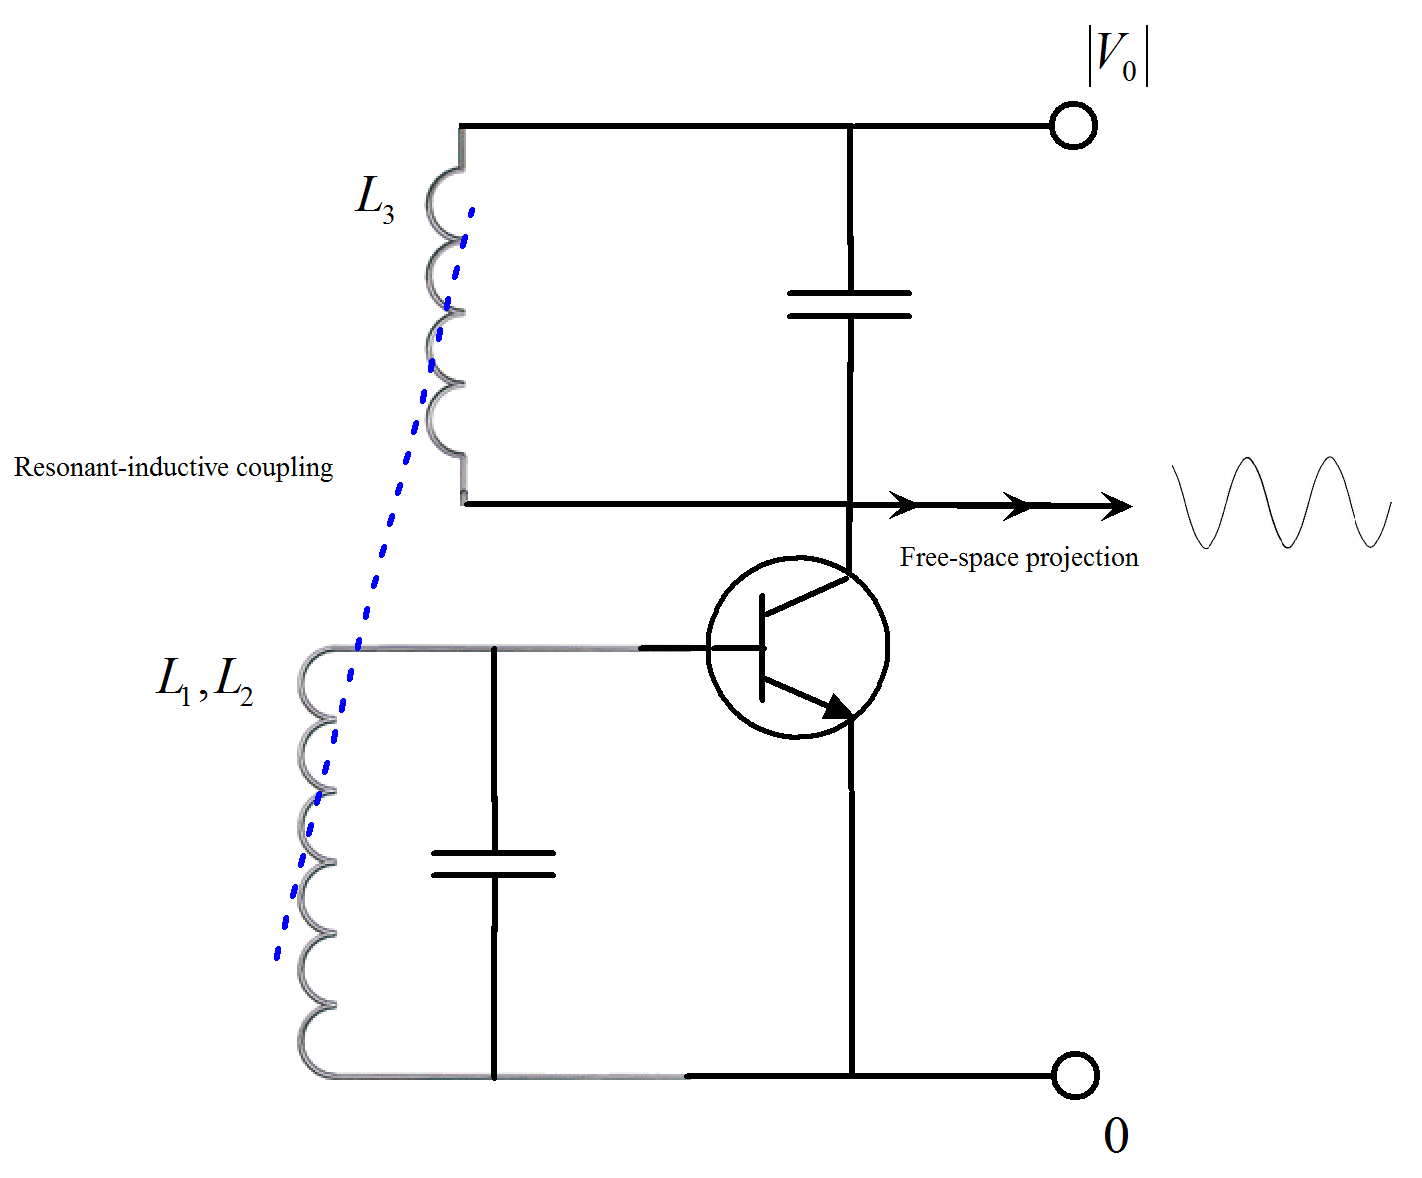 |V₀|
L₃
Resonant-inductive coupling
Free-space projection
L₁,L₂
0